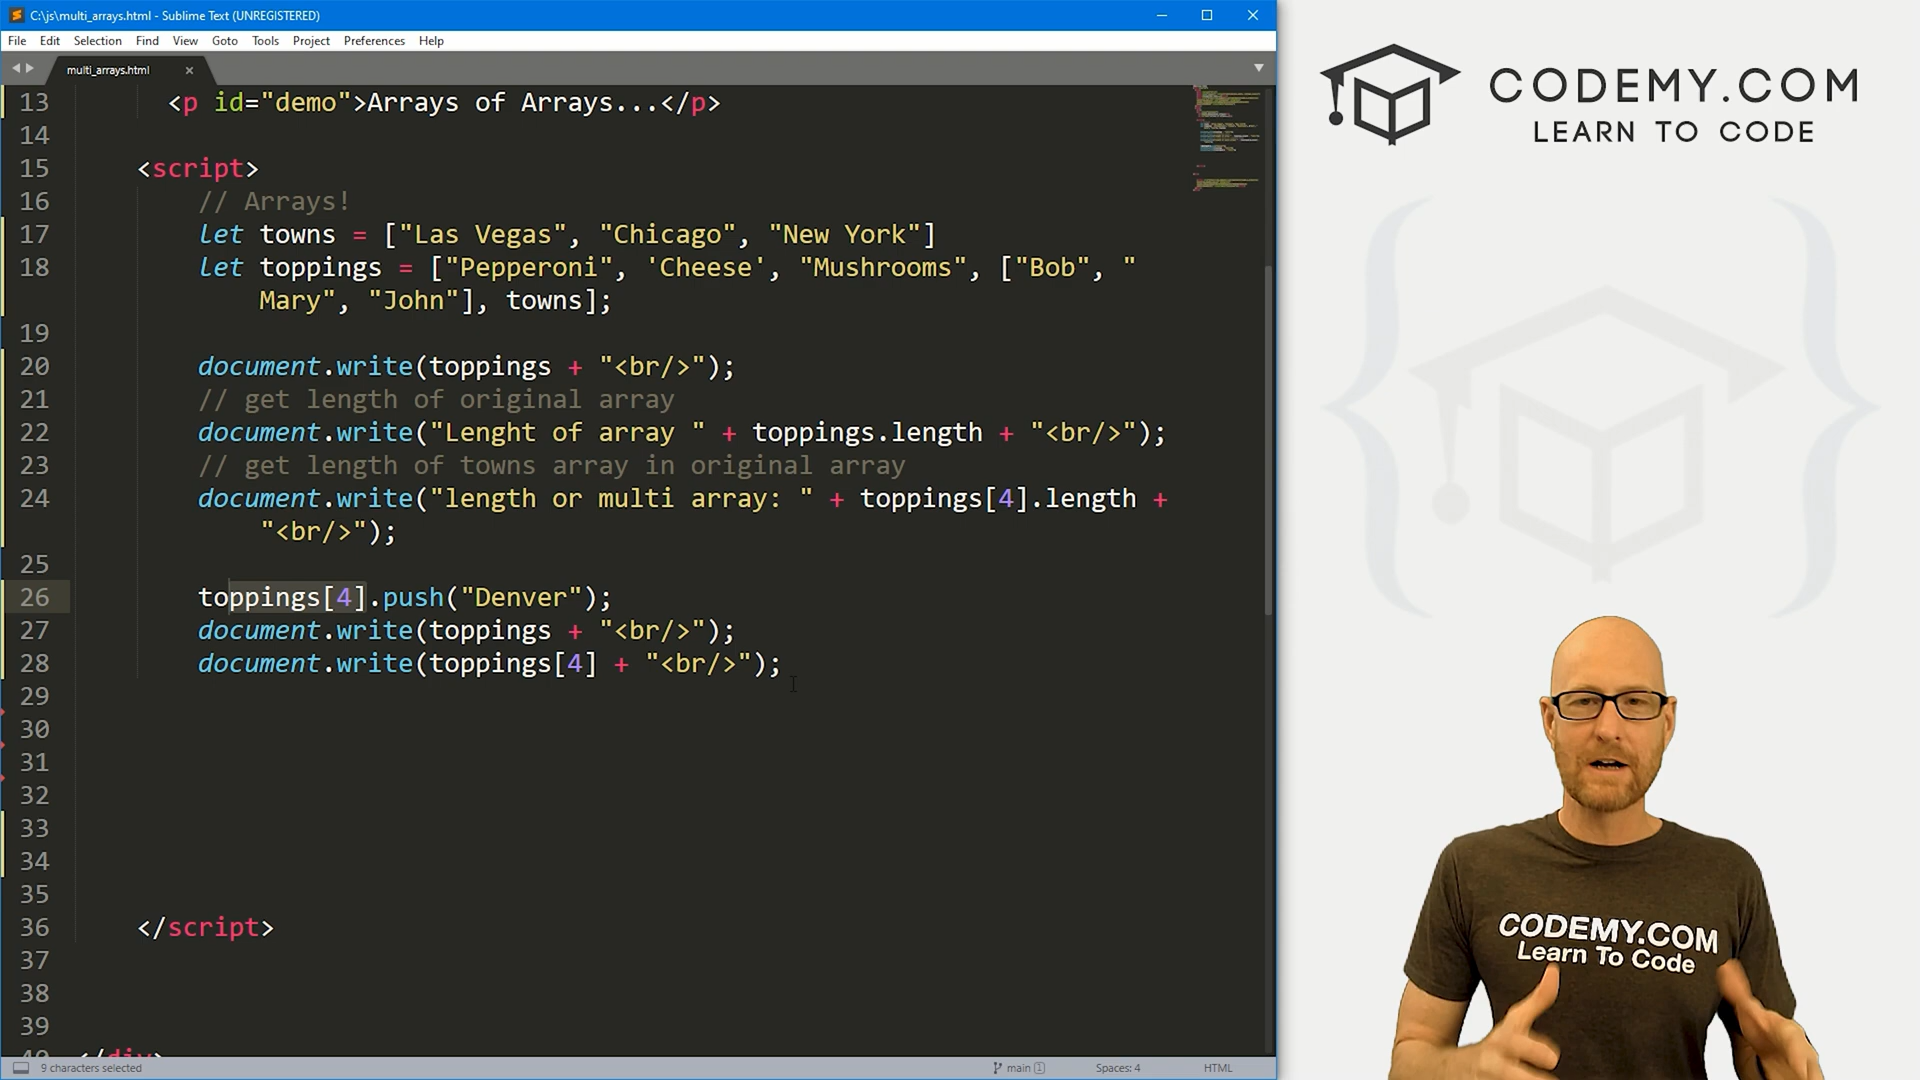 C:\js\multi_arrays.html - Sublime Text (UNREGISTERED)
File Edit Selection Find View Goto Tools Project Preferences Help
multi_arrays.html
13 <p id="demo">Arrays of Arrays...</p>
14
15 <script>
16 // Arrays!
17 let towns = ["Las Vegas", "Chicago", "New York"]
18 let toppings = ["Pepperoni", 'Cheese', "Mushrooms", ["Bob", "
Mary", "John"], towns];
19
20 document.write(toppings + "<br/>");
21 // get length of original array
22 document.write("Lenght of array " + toppings.length + "<br/>");
23 // get length of towns array in original array
24 document.write("length or multi array: " + toppings[4].length +
"<br/>");
25
26 toppings[4].push("Denver");
27 document.write(toppings + "<br/>");
28 document.write(toppings[4] + "<br/>");
29
30
31
32
33
34
35
36 </script>
37
38
39
40 </div>
9 characters selected
main 1
Spaces: 4
HTML
CODEMY.COM
LEARN TO CODE
CODEMY.COM
Learn To Code